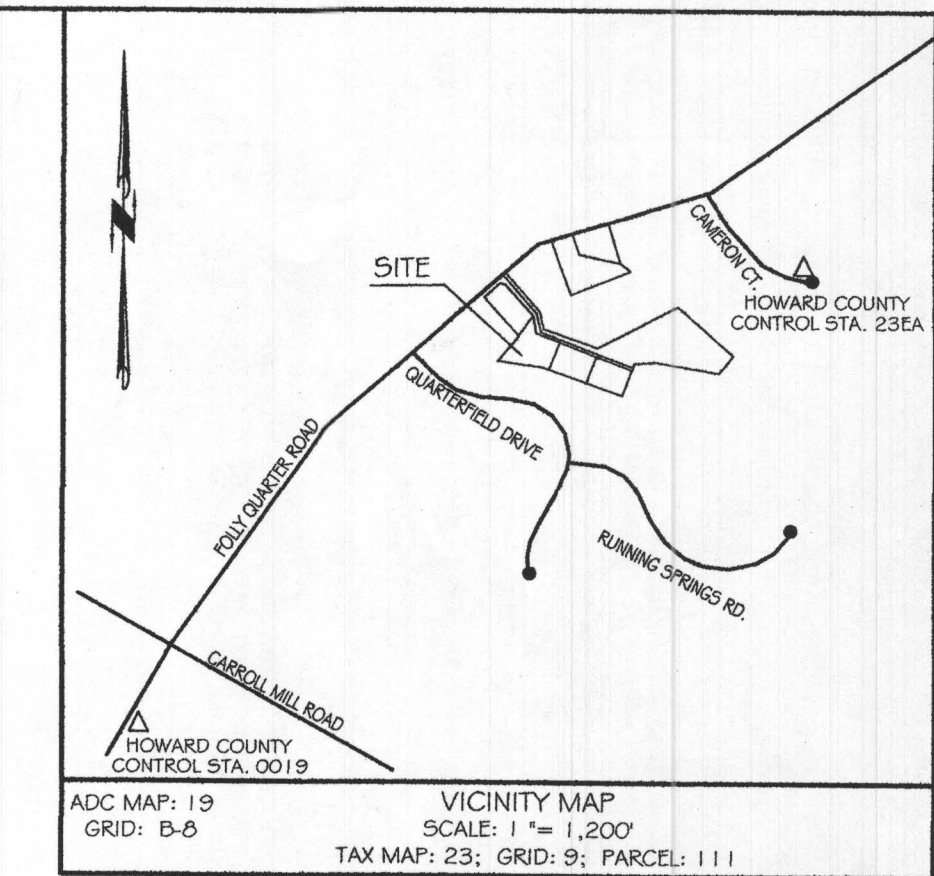 SITE
CAMERON CT.
HOWARD COUNTY
CONTROL STA. 23EA
QUARTERFIELD DRIVE
FOLLY QUARTER ROAD
RUNNING SPRINGS RD.
CARROLL MILL ROAD
HOWARD COUNTY
CONTROL STA. 0019
ADC MAP: 19
GRID: B-8
VICINITY MAP
SCALE: 1 "= 1,200'
TAX MAP: 23; GRID: 9; PARCEL: 111